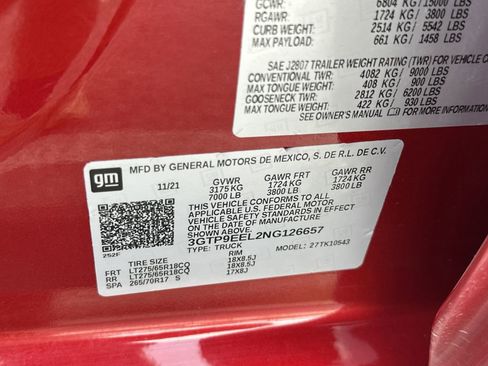 GCWR: 6804 KG/15000 LBS
RGAWR: 1724 KG/ 3800 LBS
CURB WEIGHT: 2514 KG/ 5542 LBS
MAX PAYLOAD: 661 KG/ 1458 LBS
SAE J2807 TRAILER WEIGHT RATING (TWR) FOR VEHICLE
CONVENTIONAL TWR: 4082 KG/ 9000 LBS
MAX TONGUE WEIGHT: 408 KG/ 900 LBS
GOOSENECK TWR: 2812 KG/ 6200 LBS
MAX TONGUE WEIGHT: 422 KG/ 930 LBS
SEE OWNER'S MANUAL FOR MORE INFORMATION
gm
MFD BY GENERAL MOTORS DE MEXICO, S. DE R.L. DE C.V.
11/21 GVWR GAWR FRT GAWR RR
3175 KG 1724 KG 1724 KG
7000 LB 3800 LB 3800 LB
THIS VEHICLE CONFORMS TO ALL APPLICABLE
U.S. FEDERAL MOTOR VEHICLE
SAFETY STANDARDS IN EFFECT
ON THE DATE OF MANUFACTURE SHOWN ABOVE.
3GTP9EEL2NG126657
252F TYPE: TRUCK MODEL: 27TK10543
TIRE SIZE RIM
FRT LT275/65R18CQ 18X8.5J
RR LT275/65R18CQ 18X8.5J
SPA 265/70R17 S 17X8J